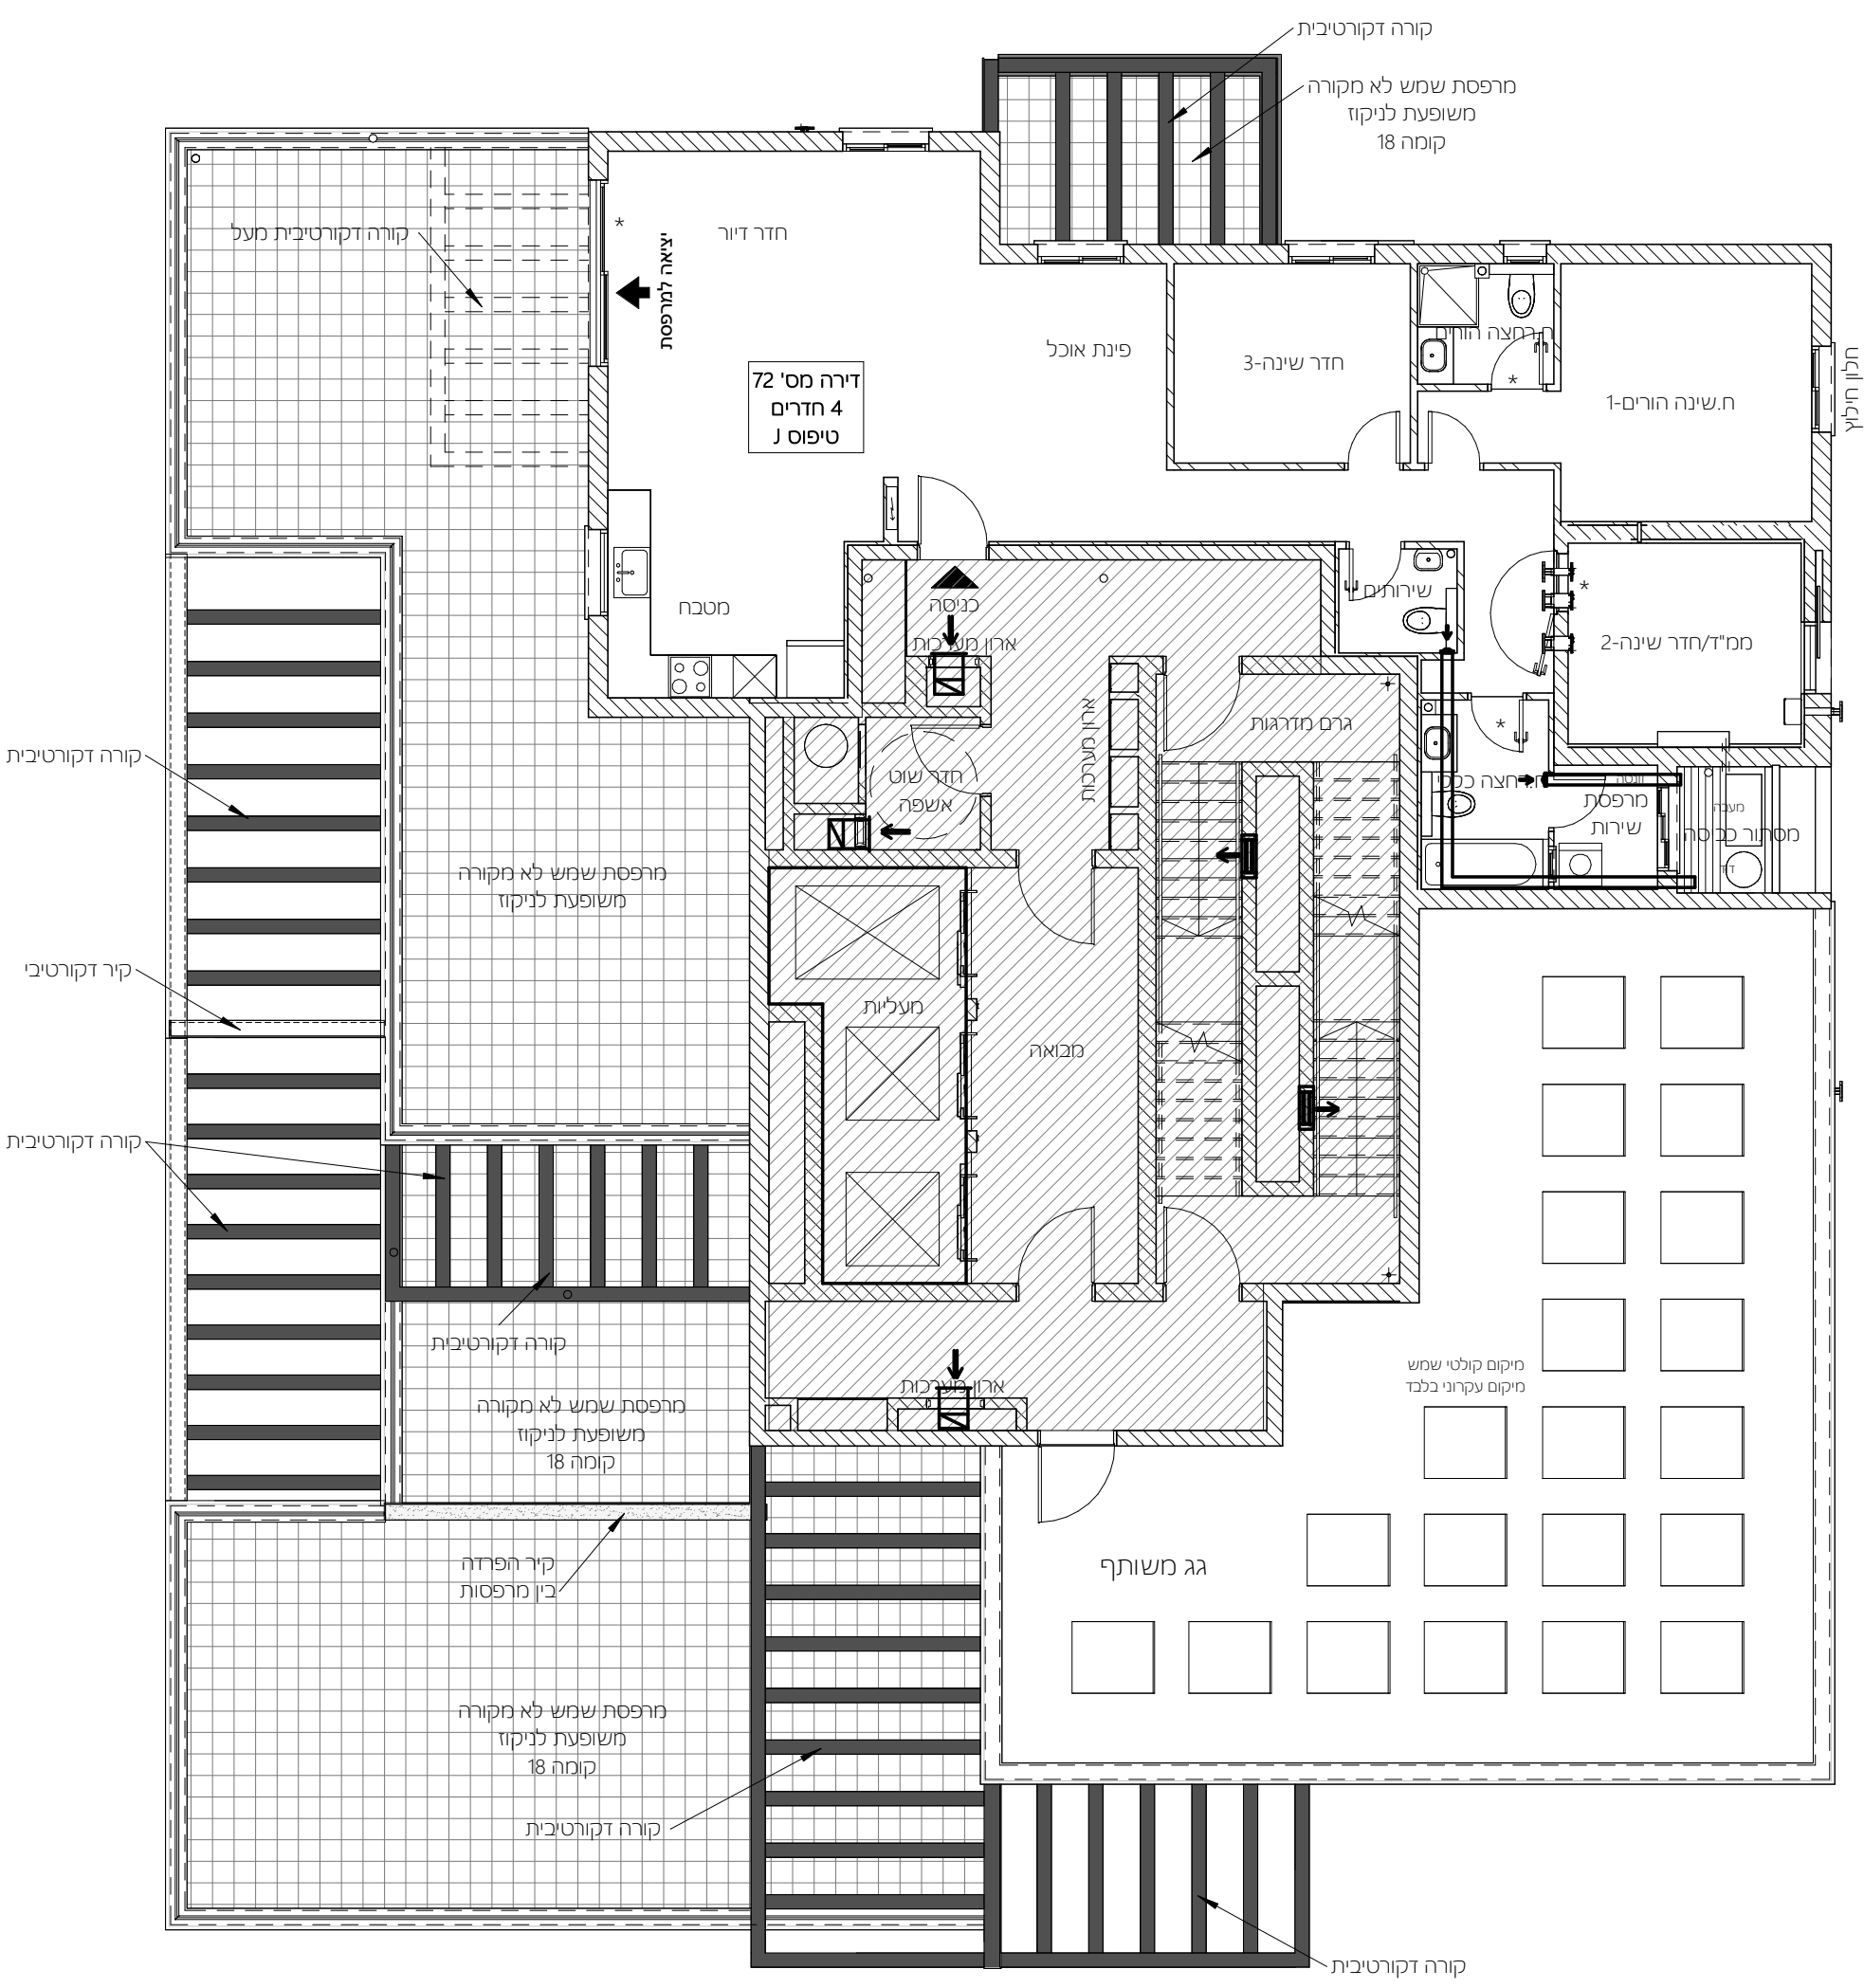 קורה דקורטיבית
מרפסת שמש לא מקורה
משופעת לניקוז
קומה 18
קורה דקורטיבית מעל
יציאה למרפסת
חדר דיור
פינת אוכל
חדר שינה-3
ח.רחצה הורים
ח.שינה הורים-1
חלון חילוץ
דירה מס' 72
4 חדרים
טיפוס J
מטבח
כניסה
ארון מערכות
שירותים
ממ"ד/חדר שינה-2
ארון מערכות
גרם מדרגות
חדר שוט
אשפה
ח.רחצה כללי
מרפסת
שירות
מעבה
מסתור כביסה
דוד
קורה דקורטיבית
מרפסת שמש לא מקורה
משופעת לניקוז
קיר דקורטיבי
מעליות
מבואה
קורה דקורטיבית
קורה דקורטיבית
מרפסת שמש לא מקורה
משופעת לניקוז
קומה 18
ארון מערכות
מיקום קולטי שמש
מיקום עקרוני בלבד
קיר הפרדה
בין מרפסות
גג משותף
מרפסת שמש לא מקורה
משופעת לניקוז
קומה 18
קורה דקורטיבית
קורה דקורטיבית